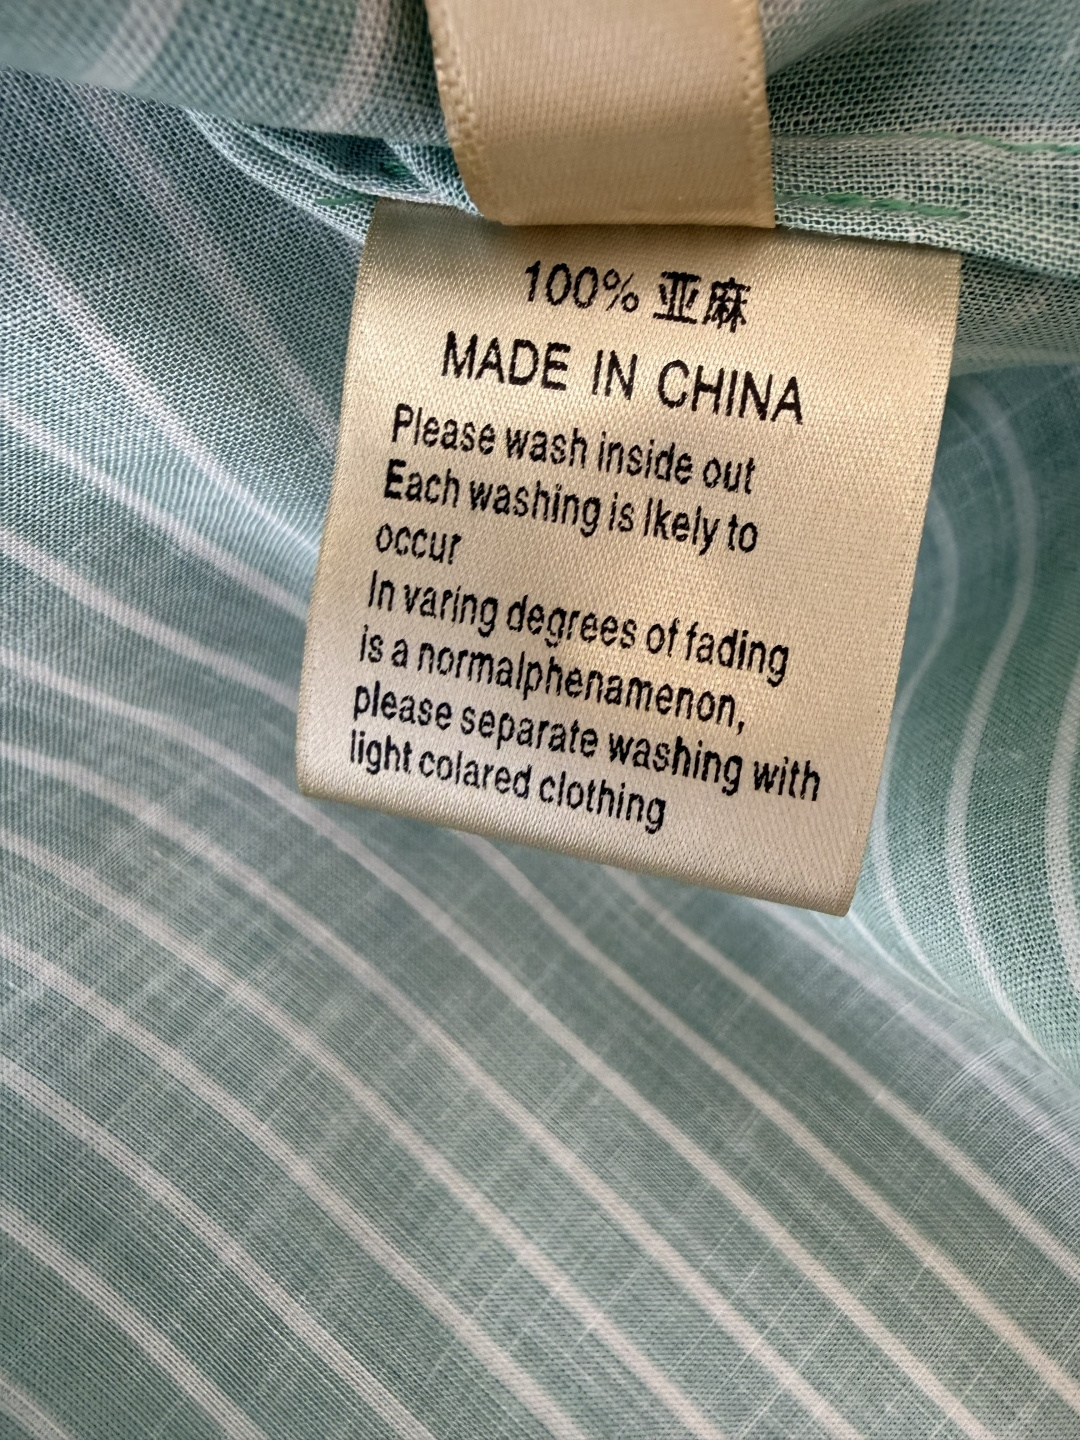 100% 亚麻
MADE IN CHINA
Please wash inside out
Each washing is lkely to
occur
In varing degrees of fading
is a normalphenamenon,
please separate washing with
light colared clothing